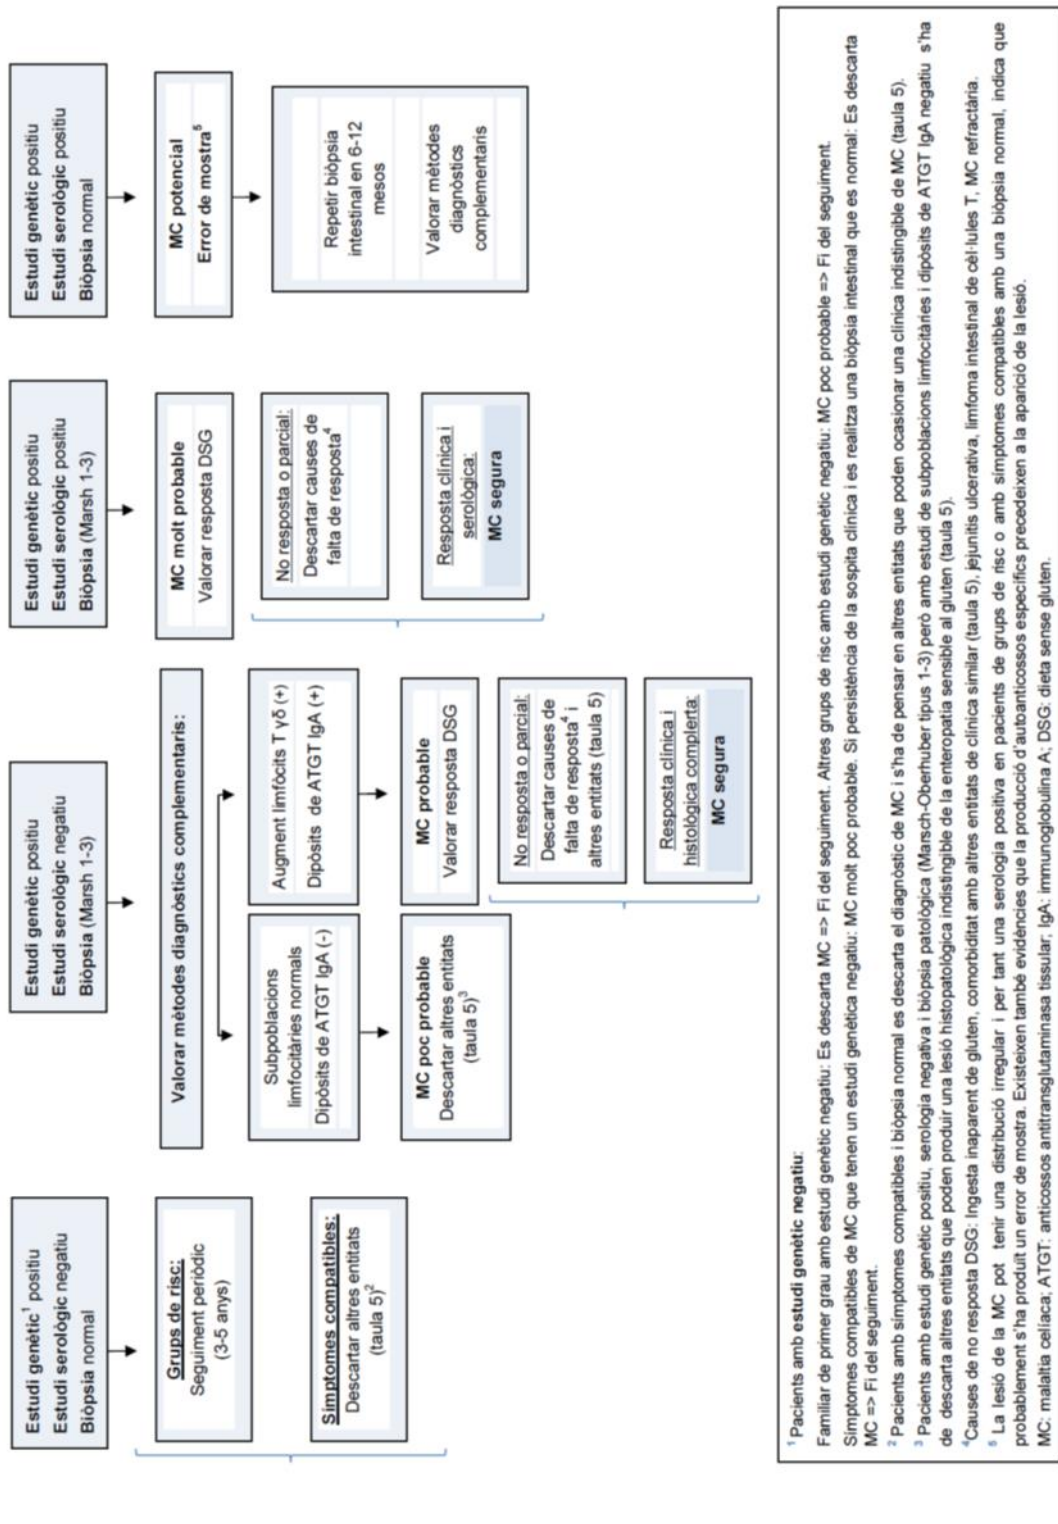 Estudi genètic¹ positiu
Estudi serològic negatiu
Biòpsia normal
Grups de risc:
Seguiment periòdic
(3-5 anys)
Símptomes compatibles:
Descartar altres entitats
(taula 5)²
Estudi genètic positiu
Estudi serològic negatiu
Biòpsia (Marsh 1-3)
Valorar mètodes diagnòstics complementaris:
Subpoblacions
limfocitàries normals
Dipòsits de ATGT IgA (-)
MC poc probable
Descartar altres entitats
(taula 5)³
Augment limfòcits T γδ (+)
Dipòsits  de ATGT IgA (+)
MC probable
Valorar resposta DSG
No resposta o parcial:
Descartar causes de
falta de resposta⁴ i
altres entitats (taula 5)
Resposta clínica i
histològica complerta:
MC segura
Estudi genètic positiu
Estudi serològic positiu
Biòpsia (Marsh 1-3)
MC molt probable
Valorar resposta DSG
No resposta o parcial:
Descartar causes de
falta de resposta⁴
Resposta clínica i
serològica:
MC segura
Estudi genètic positiu
Estudi serològic positiu
Biòpsia normal
MC potencial
Error de mostra⁵
Repetir biòpsia
intestinal en 6-12
mesos
Valorar mètodes
diagnòstics
complementaris
¹ Pacients amb estudi genètic negatiu:
Familiar de primer grau amb estudi genètic negatiu: Es descarta MC => Fi del seguiment. Altres grups de risc amb estudi genètic negatiu: MC poc probable => Fi del seguiment.
Símptomes compatibles de MC que tenen un estudi genètica negatiu: MC molt poc probable. Si persistència de la sospita clínica i es realitza una biòpsia intestinal que es normal: Es descarta
MC => Fi del seguiment.
² Pacients amb símptomes compatibles i biòpsia normal es descarta el diagnòstic de MC i s'ha de pensar en altres entitats que poden ocasionar una clínica indistingible de MC (taula 5).
³ Pacients amb estudi genètic positiu, serologia negativa i biòpsia patològica (Marsch-Oberhuber tipus 1-3) però amb estudi de subpoblacions limfocitàries i dipòsits de ATGT IgA negatiu s'ha
de descarta altres entitats que poden produir una lesió histopatològica indistingible de la enteropatia sensible al gluten (taula 5).
⁴Causes de no resposta DSG: Ingesta inaparent de gluten, comorbiditat amb altres entitats de clínica similar (taula 5), jejunitis ulcerativa, limfoma intestinal de cèl·lules T, MC refractària.
⁵ La lesió de la MC pot tenir una distribució irregular i per tant una serologia positiva en pacients de grups de risc o amb símptomes compatibles amb una biòpsia normal, indica que
probablement s'ha produït un error de mostra. Existeixen també evidències que la producció d'autoanticossos específics precedeixen a la aparició de la lesió.
MC: malaltia celíaca; ATGT: anticossos antitransglutaminasa tissular; IgA: immunoglobulina A; DSG: dieta sense gluten.